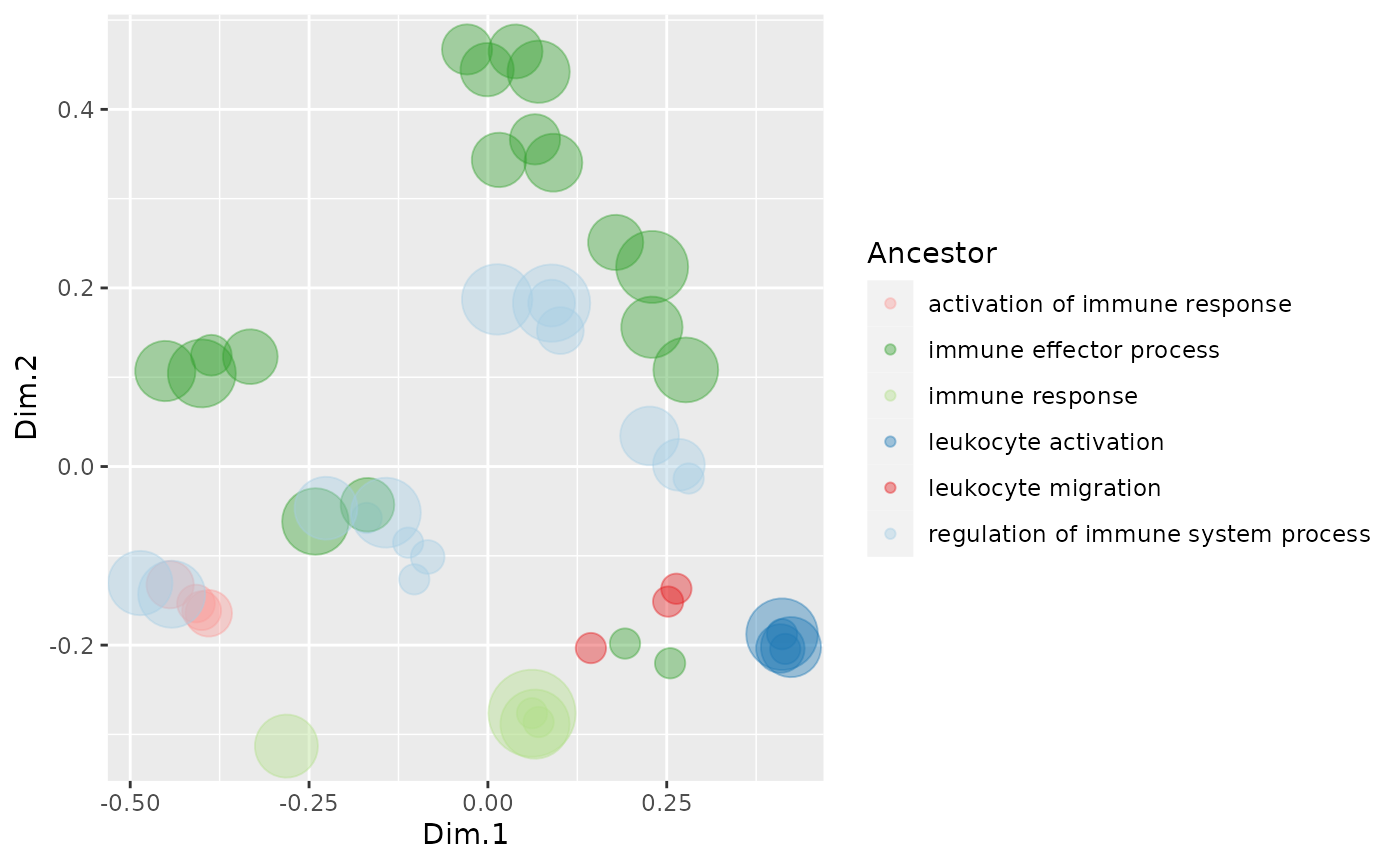 0.4
0.2
0.0
-0.2
Dim.2
-0.50
-0.25
0.00
0.25
Dim.1
Ancestor
activation of immune response
immune effector process
immune response
leukocyte activation
leukocyte migration
regulation of immune system process